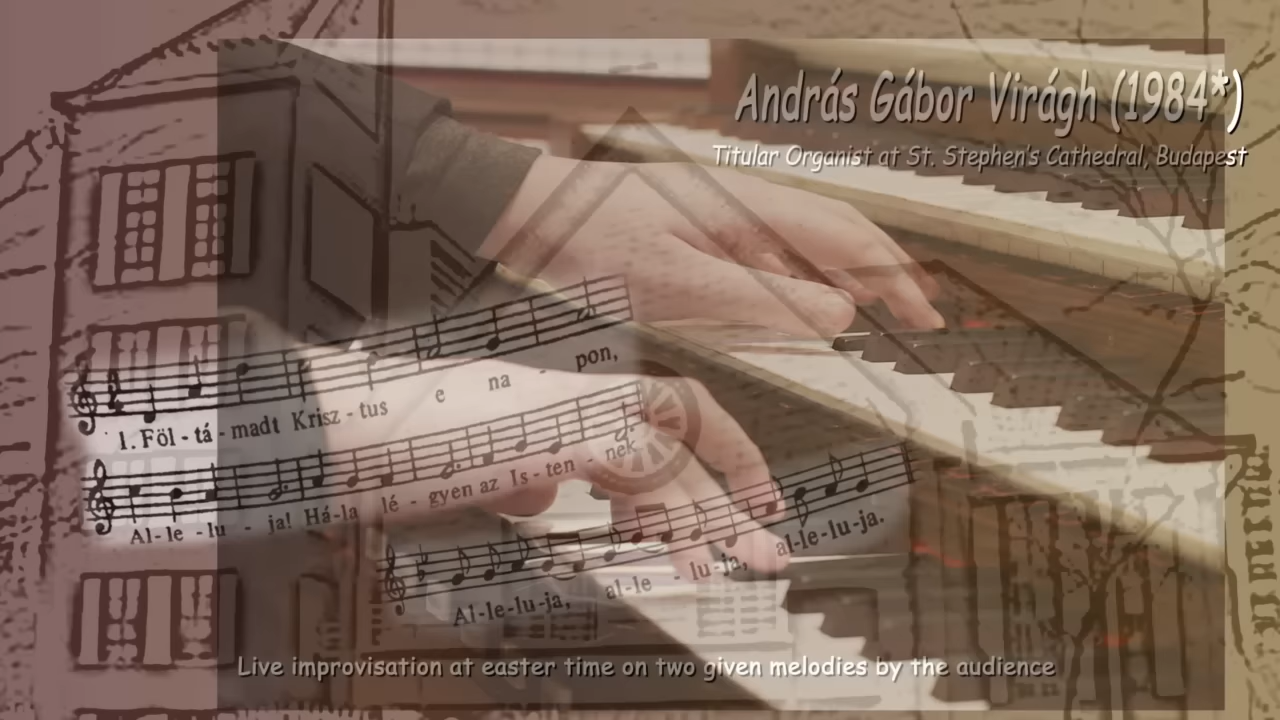 András Gábor Virágh (1984*)
Titular Organist at St. Stephen's Cathedral, Budapest
1. Föl - tá - madt Krisz - tus e na - pon,
Al - le - lu - ja! Há-la lé - gyen az Is - ten - nek
Al-le-lu-ja, al-le - lu-ja, al-le-lu-ja.
Live improvisation at easter time on two given melodies by the audience